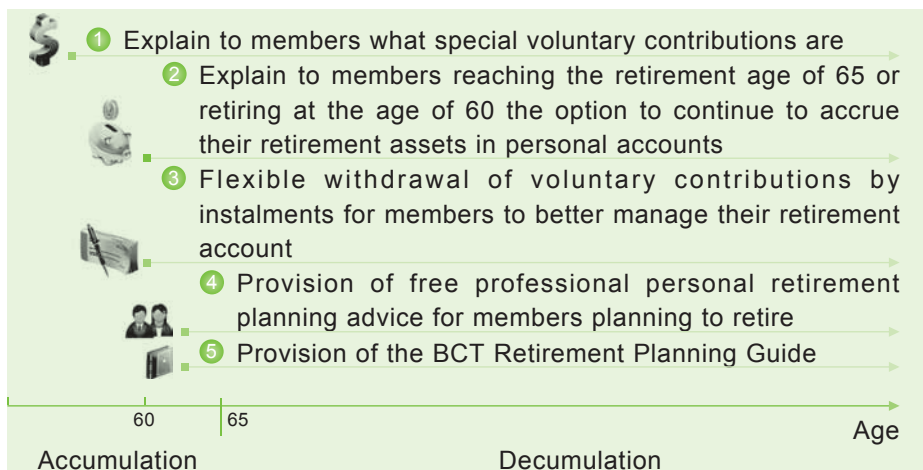 1 Explain to members what special voluntary contributions are
2 Explain to members reaching the retirement age of 65 or
retiring at the age of 60 the option to continue to accrue
their retirement assets in personal accounts
3 Flexible withdrawal of voluntary contributions by
instalments for members to better manage their retirement
account
4 Provision of free professional personal retirement
planning advice for members planning to retire
5 Provision of the BCT Retirement Planning Guide
60 65
Age
Accumulation Decumulation